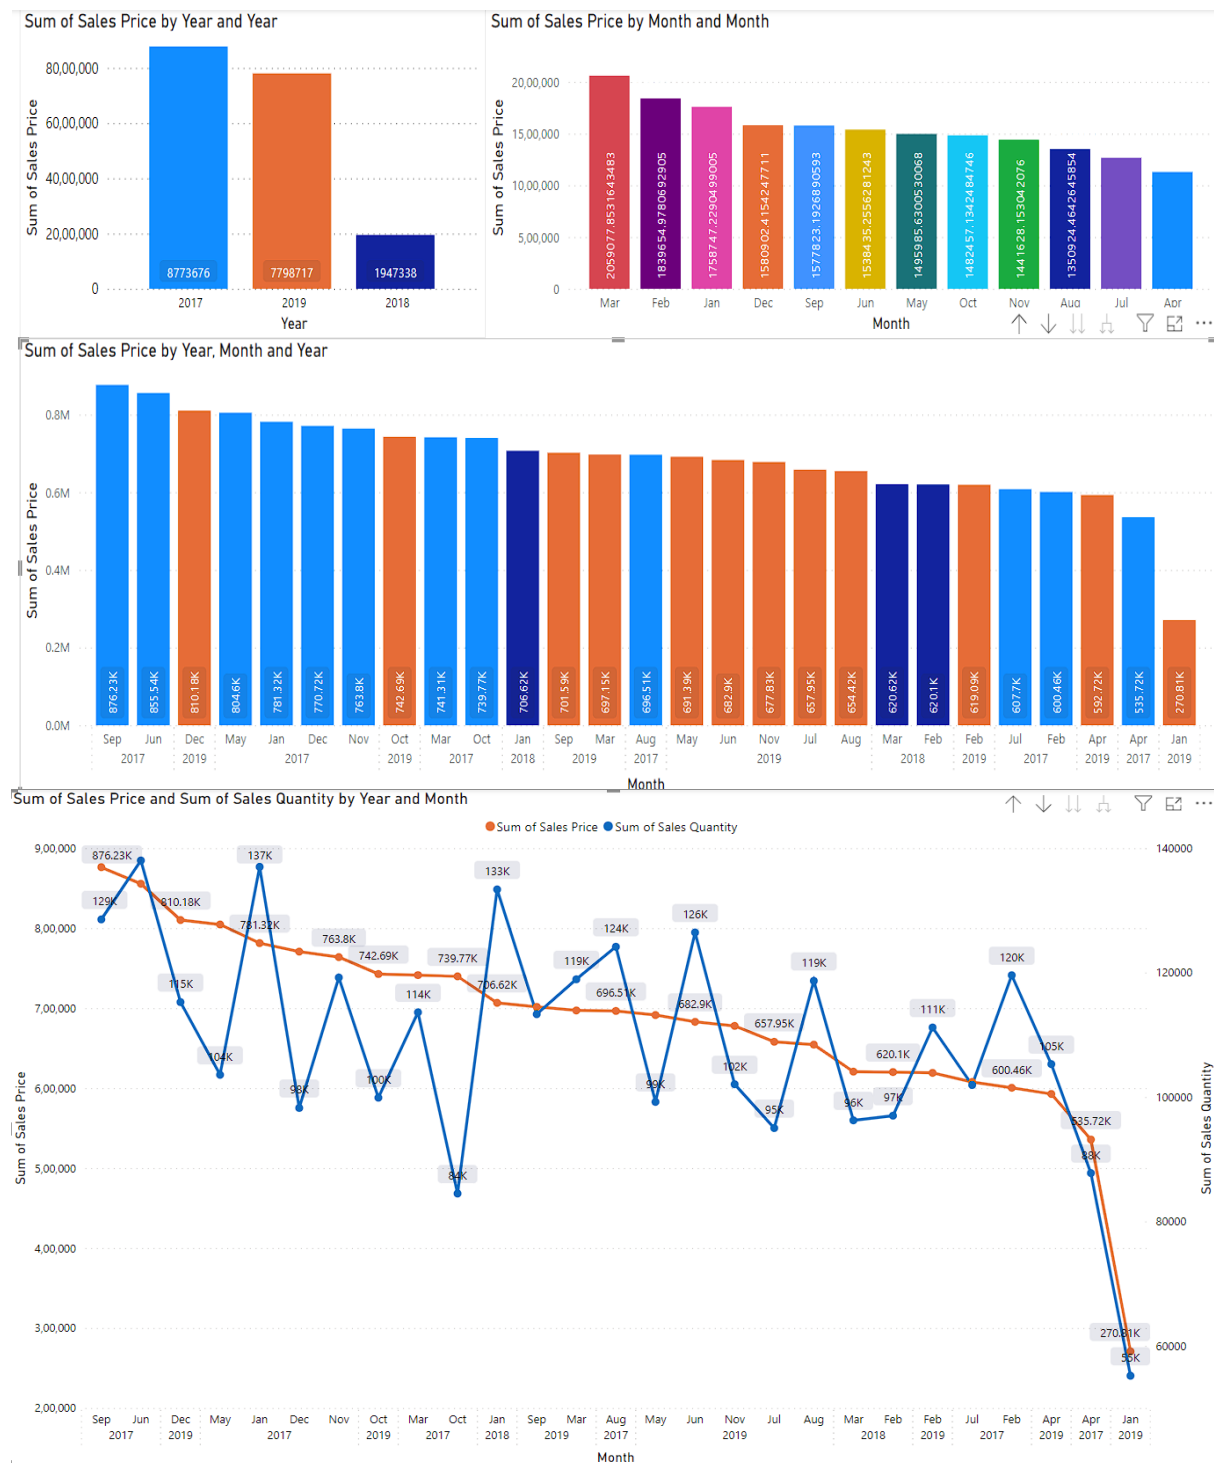 Sum of Sales Price by Year and Year
Sum of Sales Price
80,00,000
60,00,000
40,00,000
20,00,000
0
8773676 7798717 1947338
2017 2019 2018
Year
Sum of Sales Price by Month and Month
Sum of Sales Price
20,00,000
15,00,000
10,00,000
5,00,000
0
2059077.8531643483
1839654.9780692905
1758747.2290499005
1580902.4154247711
1577823.1926890593
1538435.2556281243
1495985.6300530068
1482457.1342484746
1441628.153042076
1350924.4642645854
Mar Feb Jan Dec Sep Jun May Oct Nov Aug Jul Apr
Month
Sum of Sales Price by Year, Month and Year
Sum of Sales Price
0.8M
0.6M
0.4M
0.2M
0.0M
876.23K 855.54K 810.18K 804.6K 781.32K 770.72K 763.8K 742.69K 741.31K 739.77K 706.62K 701.59K 697.15K 696.51K 691.39K 682.9K 677.83K 657.95K 654.42K 620.62K 620.1K 619.09K 607.7K 600.46K 592.72K 535.72K 270.81K
Sep Jun Dec May Jan Dec Nov Oct Mar Oct Jan Sep Mar Aug May Jun Nov Jul Aug Mar Feb Feb Jul Feb Apr Apr Jan
2017 2019 2017 2019 2017 2018 2019 2017 2019 2018 2019 2017 2019 2017 2019
Month
Sum of Sales Price and Sum of Sales Quantity by Year and Month
Sum of Sales Price Sum of Sales Quantity
Sum of Sales Price
9,00,000
8,00,000
7,00,000
6,00,000
5,00,000
4,00,000
3,00,000
2,00,000
876.23K 810.18K 781.32K 763.8K 742.69K 739.77K 706.62K 696.51K 682.9K 657.95K 620.1K 600.46K 535.72K 270.81K
129K 115K 104K 137K 98K 100K 114K 84K 133K 119K 124K 99K 126K 102K 95K 119K 96K 97K 111K 120K 105K 88K 55K
140000
120000
100000
80000
60000
Sum of Sales Quantity
Sep Jun Dec May Jan Dec Nov Oct Mar Oct Jan Sep Mar Aug May Jun Nov Jul Aug Mar Feb Feb Jul Feb Apr Apr Jan
2017 2019 2017 2019 2017 2018 2019 2017 2019 2018 2019 2017 2019 2017 2019
Month